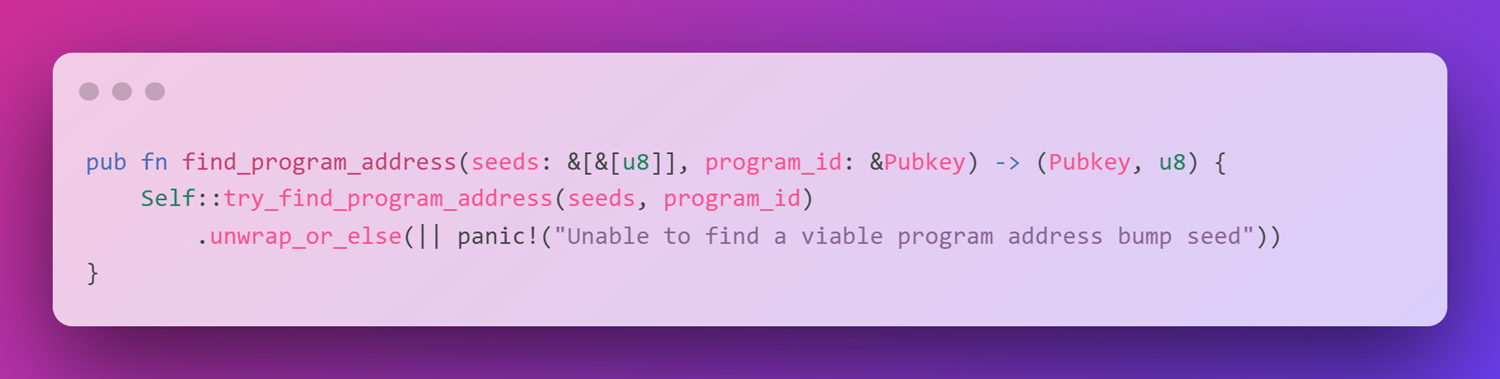 pub fn find_program_address(seeds: &[&[u8]], program_id: &Pubkey) -> (Pubkey, u8) {
    Self::try_find_program_address(seeds, program_id)
        .unwrap_or_else(|| panic!("Unable to find a viable program address bump seed"))
}